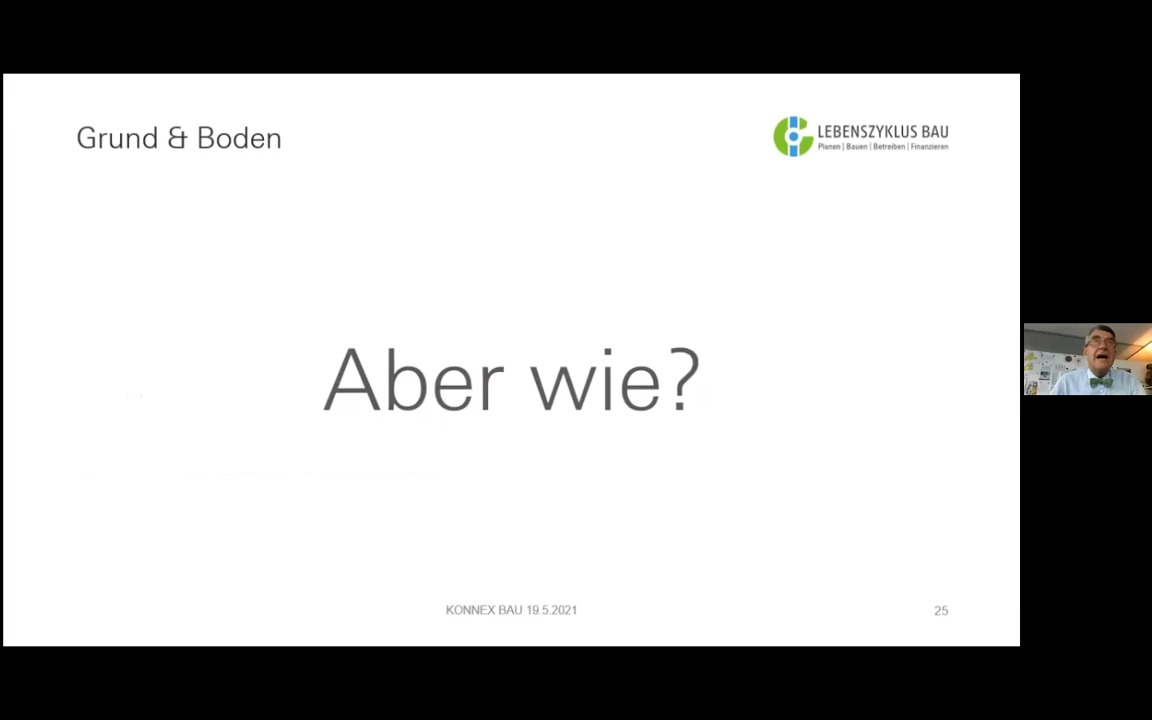 Grund & Boden
LEBENSZYKLUS BAU
Planen | Bauen | Betreiben | Finanzieren
Aber wie?
KONNEX BAU 19.5.2021
25